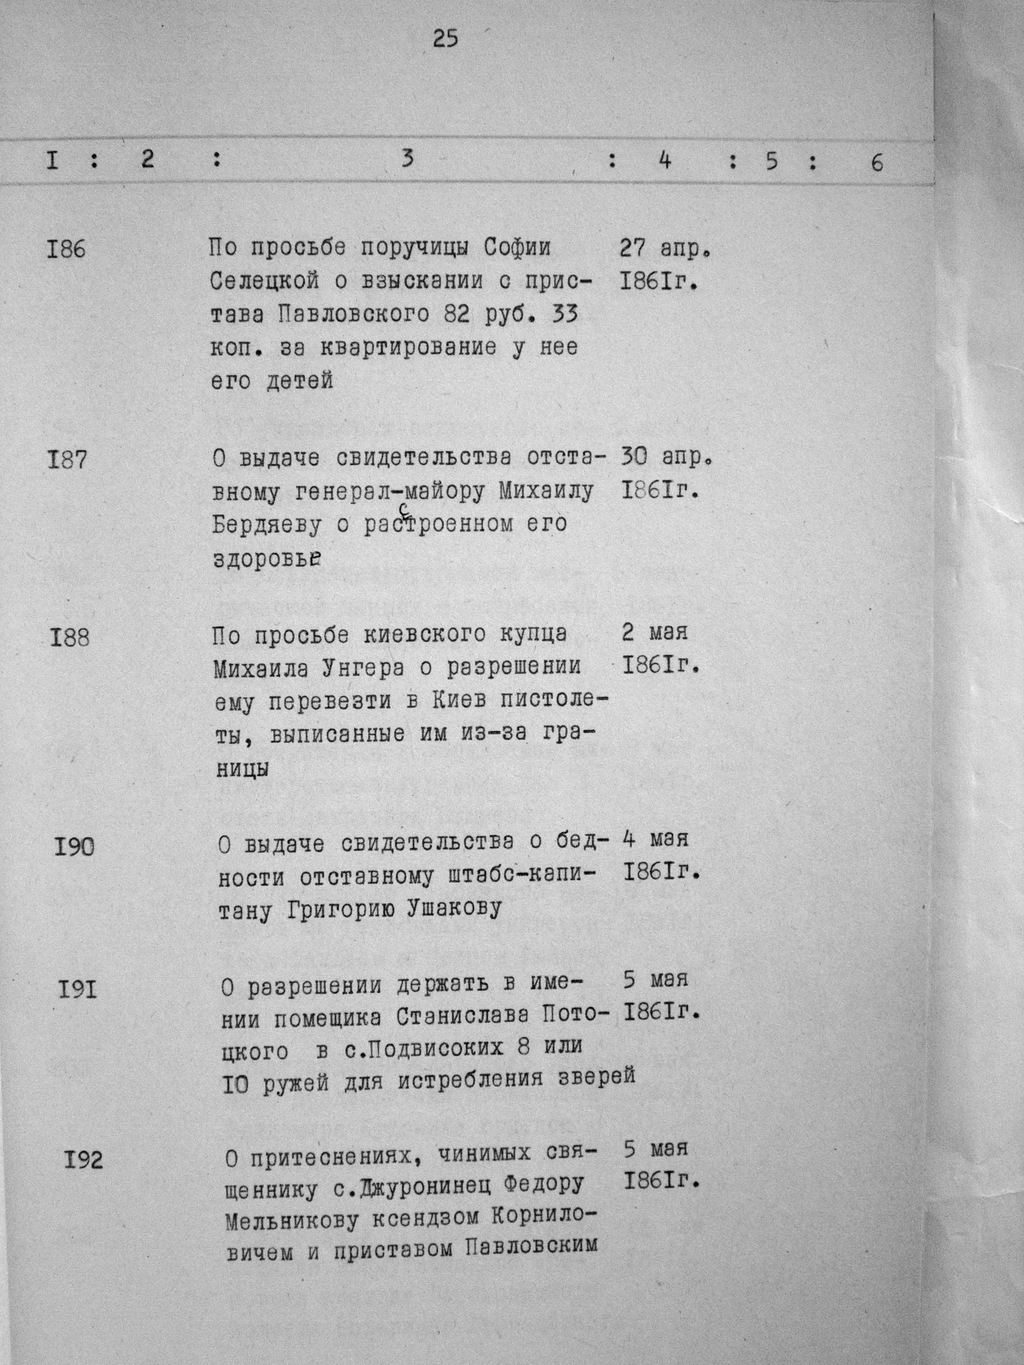 25
I : 2 : 3 : 4 : 5 : 6
I86 По просьбе поручицы Софии 27 апр.
Селецкой о взыскании с прис- I86Iг.
тава Павловского 82 руб. 33
коп. за квартирование у нее
его детей
I87 О выдаче свидетельства отста- 30 апр.
вному генерал-майору Михаилу I86Iг.
Бердяеву о расстроенном его
здоровье
I88 По просьбе киевского купца 2 мая
Михаила Унгера о разрешении I86Iг.
ему перевезти в Киев пистоле-
ты, выписанные им из-за гра-
ницы
I90 О выдаче свидетельства о бед- 4 мая
ности отставному штабс-капи- I86Iг.
тану Григорию Ушакову
I9I О разрешении держать в име- 5 мая
нии помещика Станислава Пото- I86Iг.
цкого в с.Подвисоких 8 или
I0 ружей для истребления зверей
I92 О притеснениях, чинимых свя- 5 мая
щеннику с.Джуронинец Федору I86Iг.
Мельникову ксендзом Корнило-
вичем и приставом Павловским